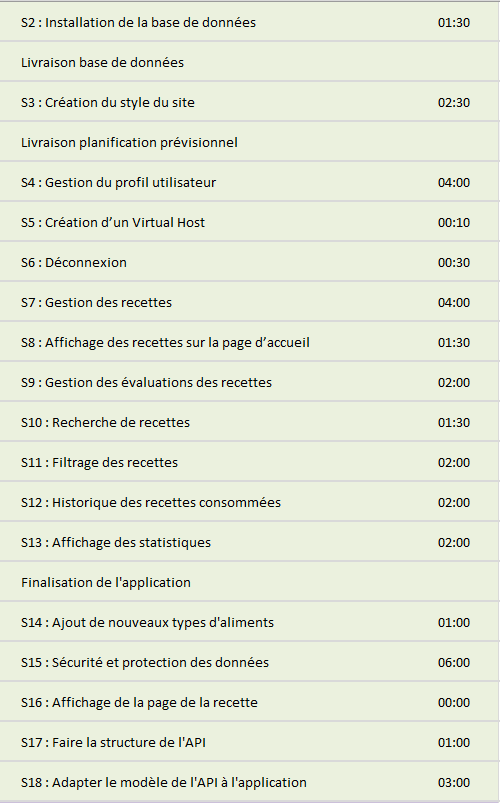 S2 : Installation de la base de données 01:30
Livraison base de données
S3 : Création du style du site 02:30
Livraison planification prévisionnel
S4 : Gestion du profil utilisateur 04:00
S5 : Création d’un Virtual Host 00:10
S6 : Déconnexion 00:30
S7 : Gestion des recettes 04:00
S8 : Affichage des recettes sur la page d’accueil 01:30
S9 : Gestion des évaluations des recettes 02:00
S10 : Recherche de recettes 01:30
S11 : Filtrage des recettes 02:00
S12 : Historique des recettes consommées 02:00
S13 : Affichage des statistiques 02:00
Finalisation de l'application
S14 : Ajout de nouveaux types d'aliments 01:00
S15 : Sécurité et protection des données 06:00
S16 : Affichage de la page de la recette 00:00
S17 : Faire la structure de l'API 01:00
S18 : Adapter le modèle de l'API à l'application 03:00